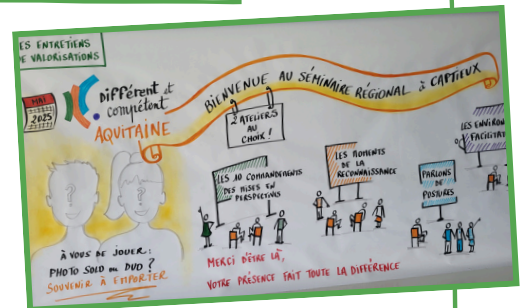 ES ENTRETIENS
DE VALORISATIONS
MAI
2025
Différent et
compétent
AQUITAINE
BIENVENUE AU SÉMINAIRE RÉGIONAL à CAPTIEUX
2 ATELIERS
AU
CHOIX !
LES 10 COMMANDEMENTS
DES MISES EN
PERSPECTIVES
LES MOMENTS
DE LA
RECONNAISSANCE
PARLONS
DE
POSTURES
LES ENVIRON
FACILITAT
?
?
À VOUS DE JOUER :
PHOTO SOLO ou DUO ?
SOUVENIR À EMPORTER
MERCI D'ÊTRE LÀ,
VOTRE PRÉSENCE FAIT TOUTE LA DIFFÉRENCE